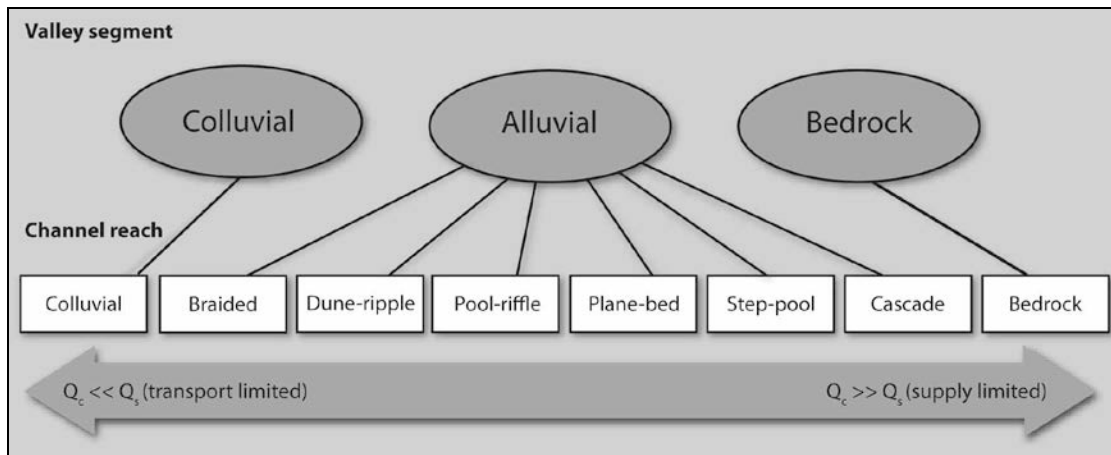 Valley segment
Colluvial Alluvial Bedrock
Channel reach
Colluvial Braided Dune-ripple Pool-riffle Plane-bed Step-pool Cascade Bedrock
Qc << Qs (transport limited) Qc >> Qs (supply limited)